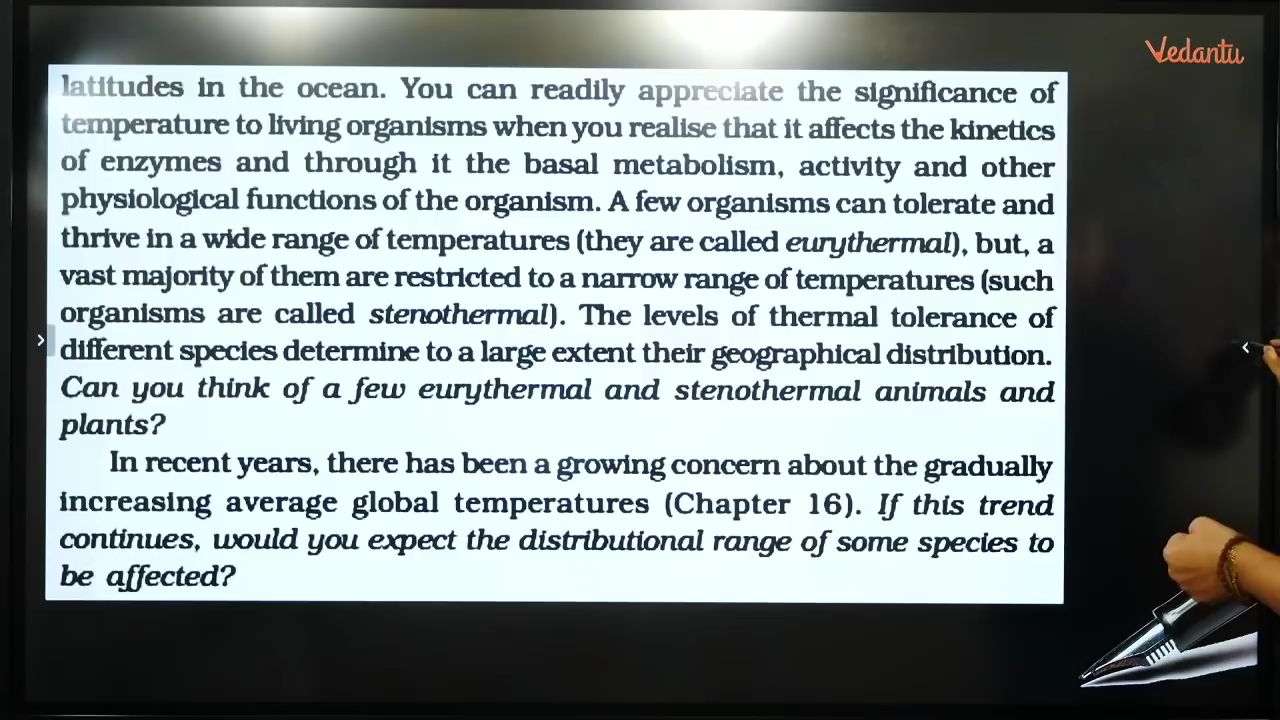 Vedantu
latitudes in the ocean. You can readily appreciate the significance of
temperature to living organisms when you realise that it affects the kinetics
of enzymes and through it the basal metabolism, activity and other
physiological functions of the organism. A few organisms can tolerate and
thrive in a wide range of temperatures (they are called eurythermal), but, a
vast majority of them are restricted to a narrow range of temperatures (such
organisms are called stenothermal). The levels of thermal tolerance of
different species determine to a large extent their geographical distribution.
Can you think of a few eurythermal and stenothermal animals and
plants?
In recent years, there has been a growing concern about the gradually
increasing average global temperatures (Chapter 16). If this trend
continues, would you expect the distributional range of some species to
be affected?